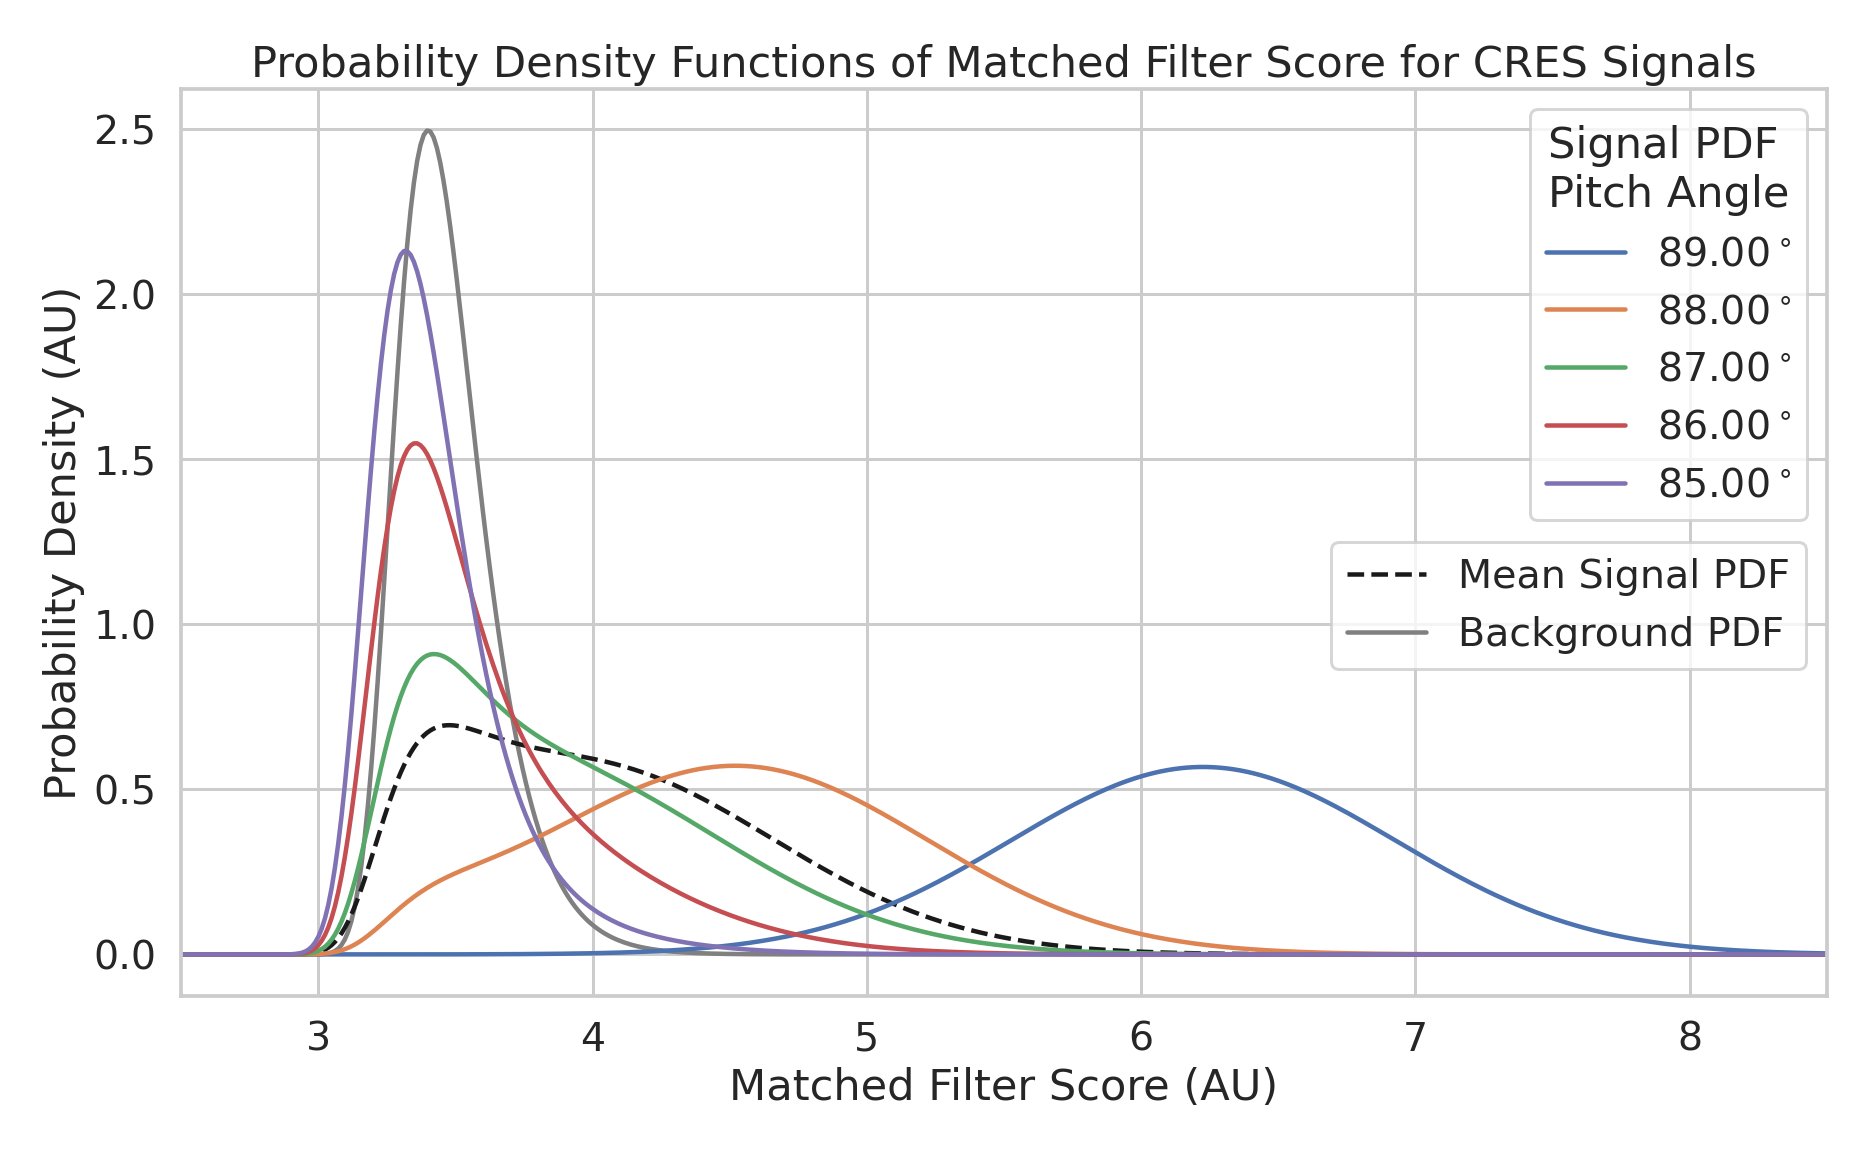 Probability Density Functions of Matched Filter Score for CRES Signals
Probability Density (AU)
2.5
2.0
1.5
1.0
0.5
0.0
Signal PDF
Pitch Angle
89.00°
88.00°
87.00°
86.00°
85.00°
Mean Signal PDF
Background PDF
3 4 5 6 7 8
Matched Filter Score (AU)